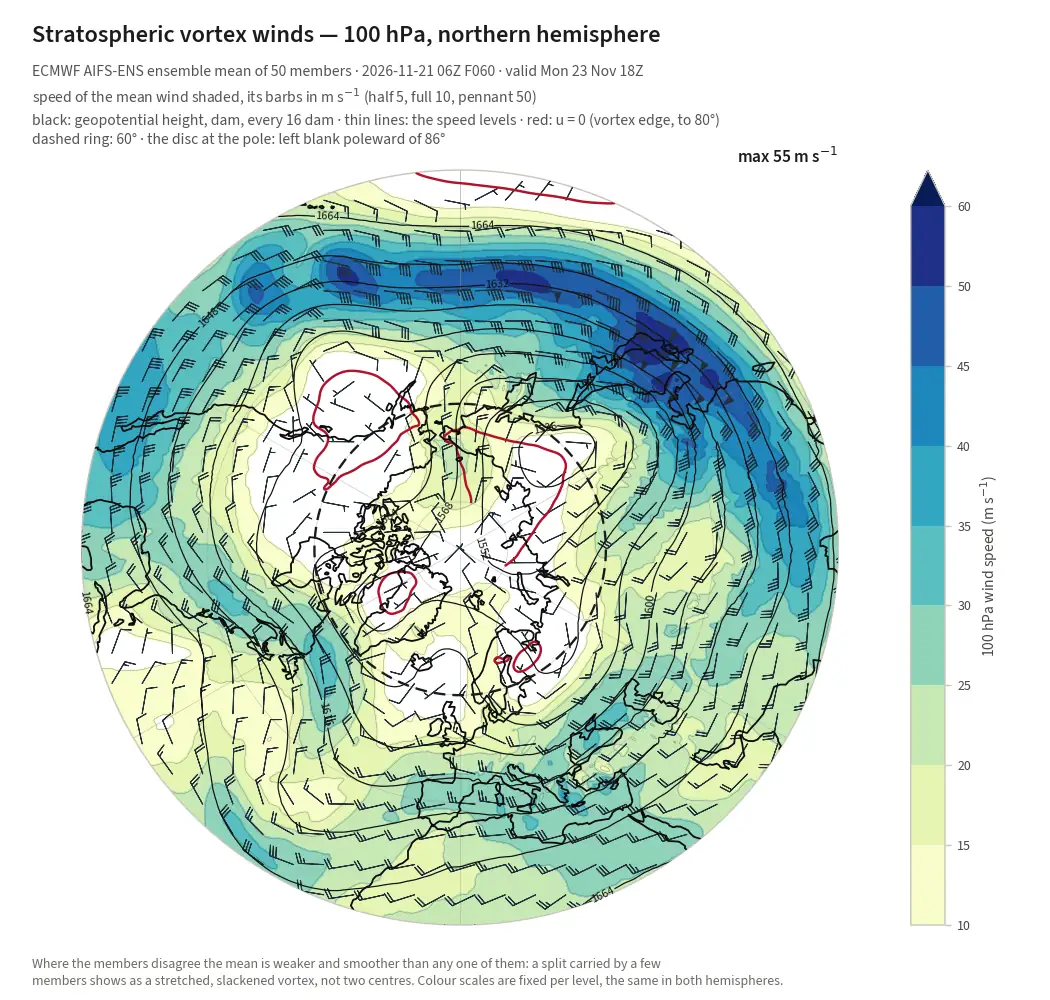 Stratospheric vortex winds — 100 hPa, northern hemisphere
ECMWF AIFS-ENS ensemble mean of 50 members · 2026-11-21 06Z F060 · valid Mon 23 Nov 18Z
speed of the mean wind shaded, its barbs in m s⁻¹ (half 5, full 10, pennant 50)
black: geopotential height, dam, every 16 dam · thin lines: the speed levels · red: u = 0 (vortex edge, to 80°)
dashed ring: 60° · the disc at the pole: left blank poleward of 86°
max 55 m s⁻¹
1664
1664
1632
1648
1568
1552
1600
1664
1616
1664
60
50
45
40
35
30
25
20
15
10
100 hPa wind speed (m s⁻¹)
Where the members disagree the mean is weaker and smoother than any one of them: a split carried by a few
members shows as a stretched, slackened vortex, not two centres. Colour scales are fixed per level, the same in both hemispheres.